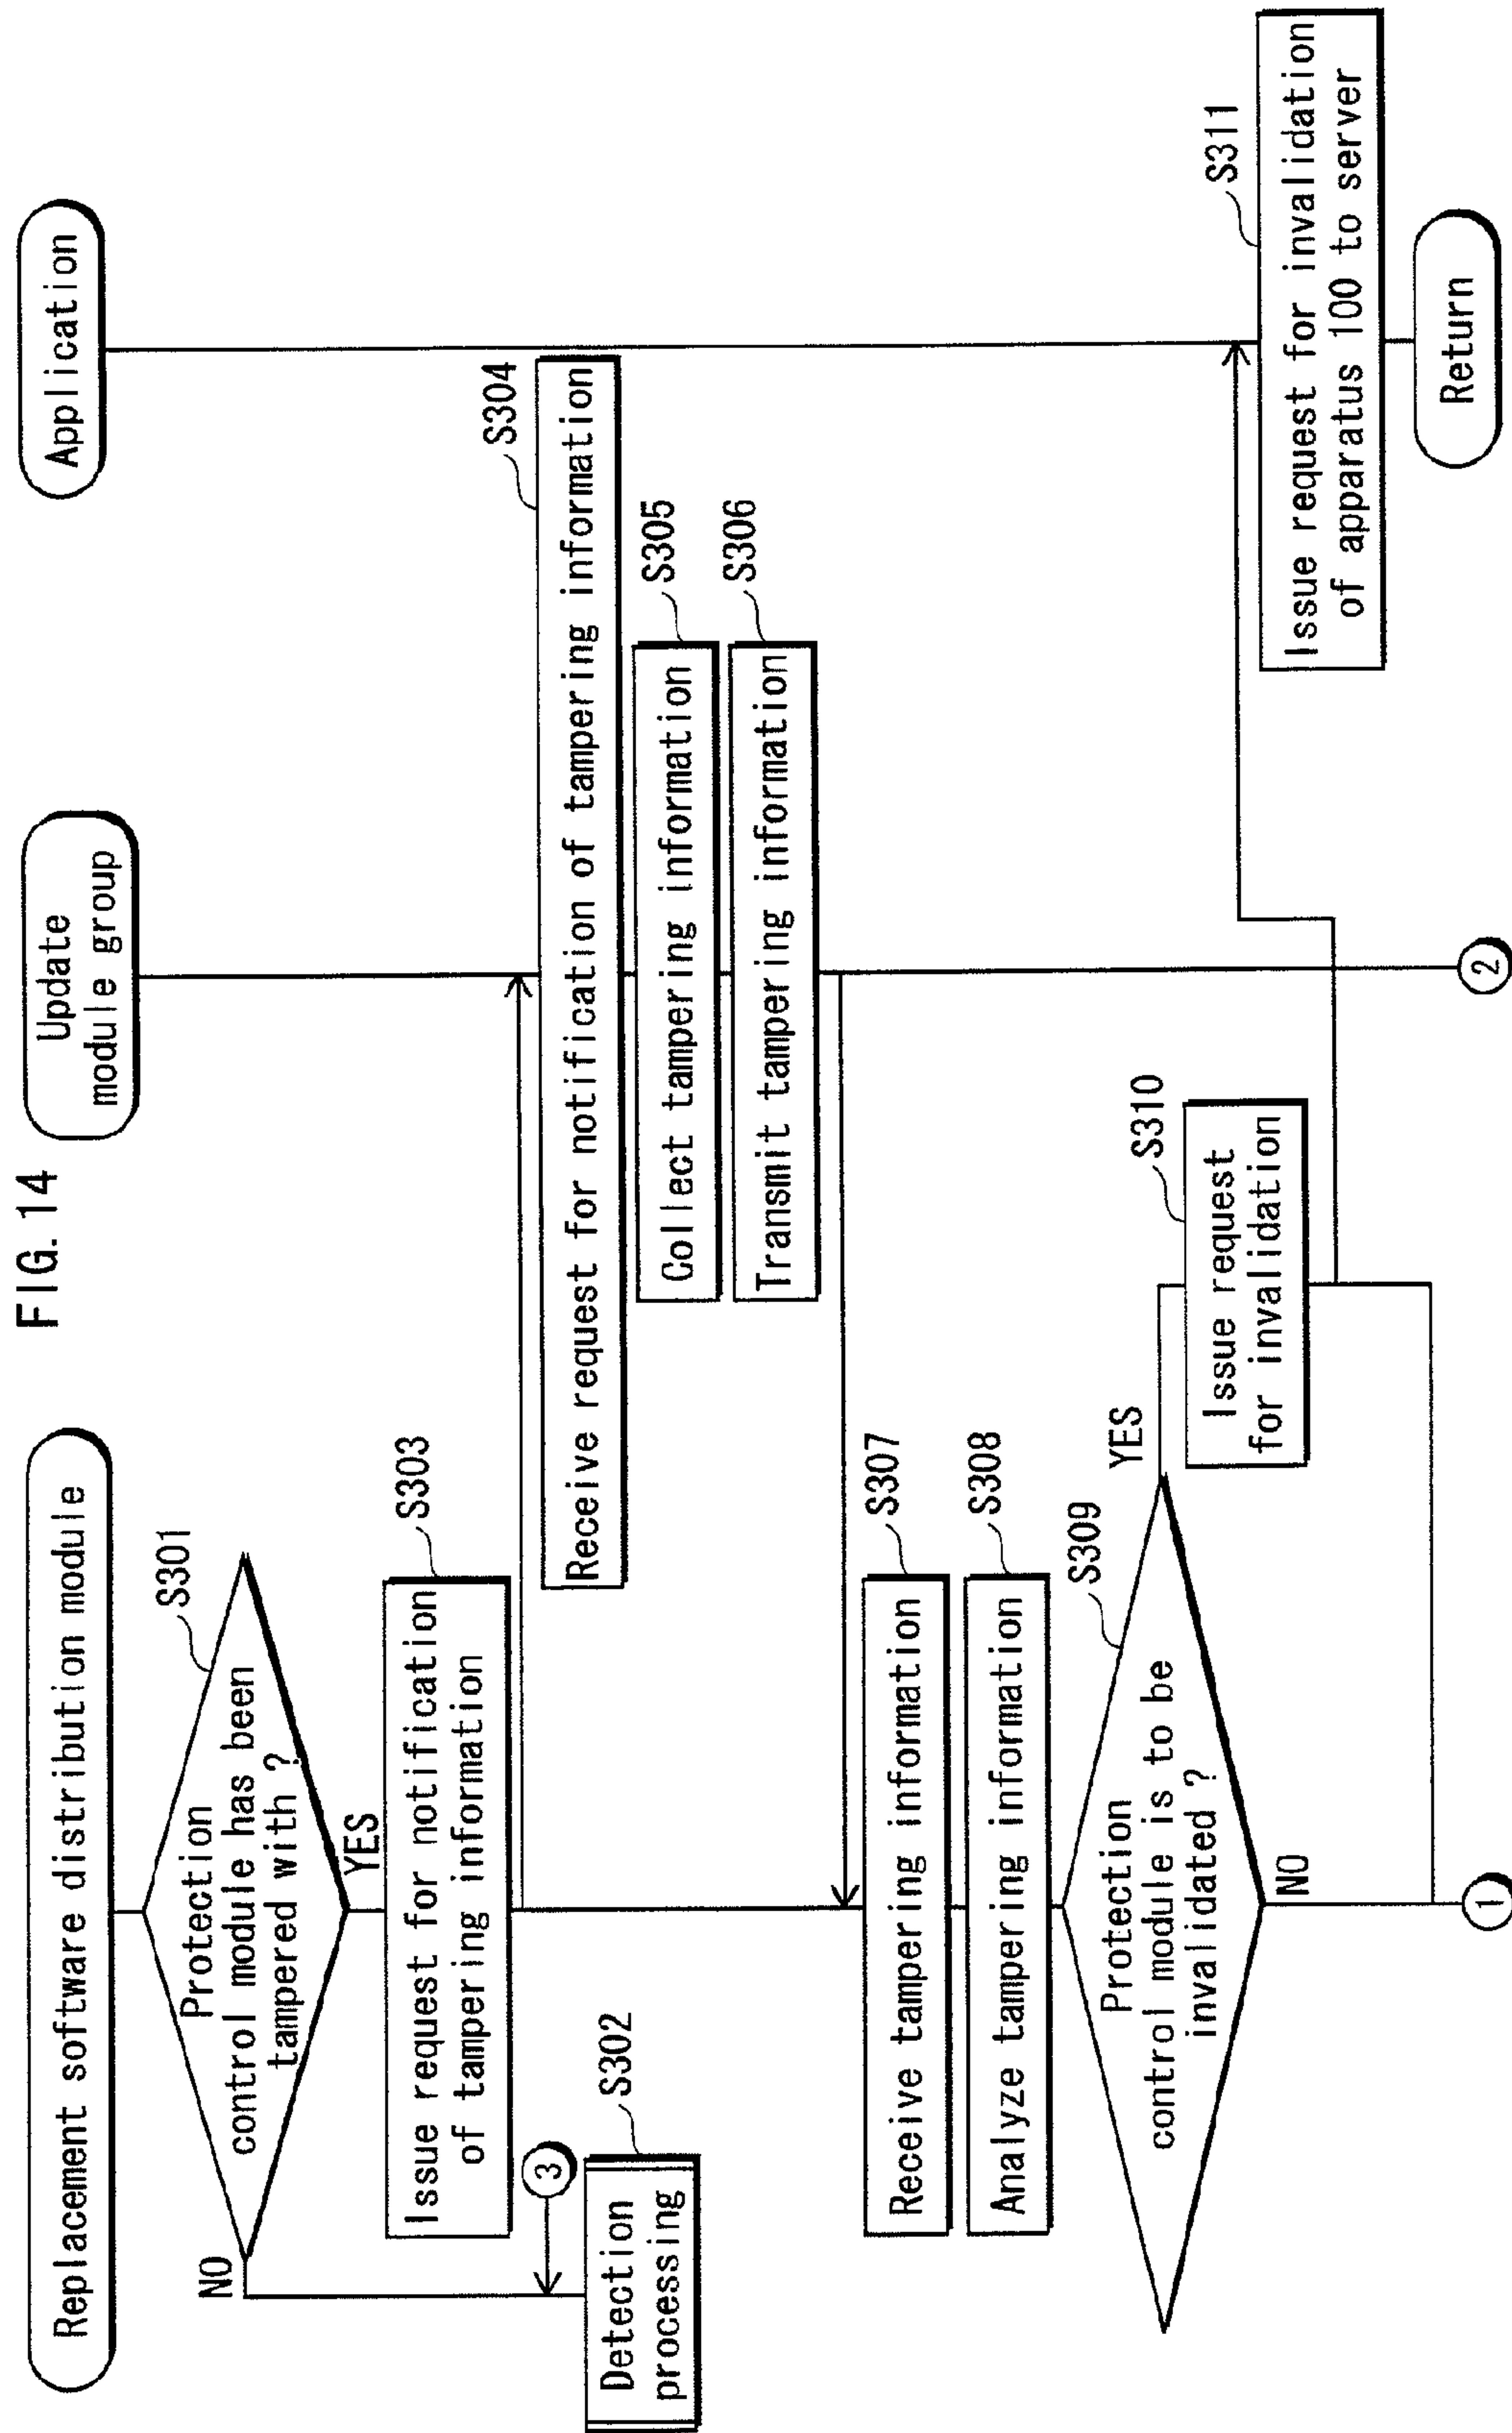 FIG. 14
Replacement software distribution module
Update
module group
Application
S301
Protection
control module has been
tampered with ?
NO
YES
S303
Issue request for notification
of tampering information
3
S302
Detection
processing
S304
Receive request for notification of tampering information
S305
Collect tampering information
S306
Transmit tampering information
S307
Receive tampering information
S308
Analyze tampering information
S309
Protection
control module is to be
invalidated ?
YES
NO
S310
Issue request
for invalidation
S311
Issue request for invalidation
of apparatus 100 to server
Return
1
2